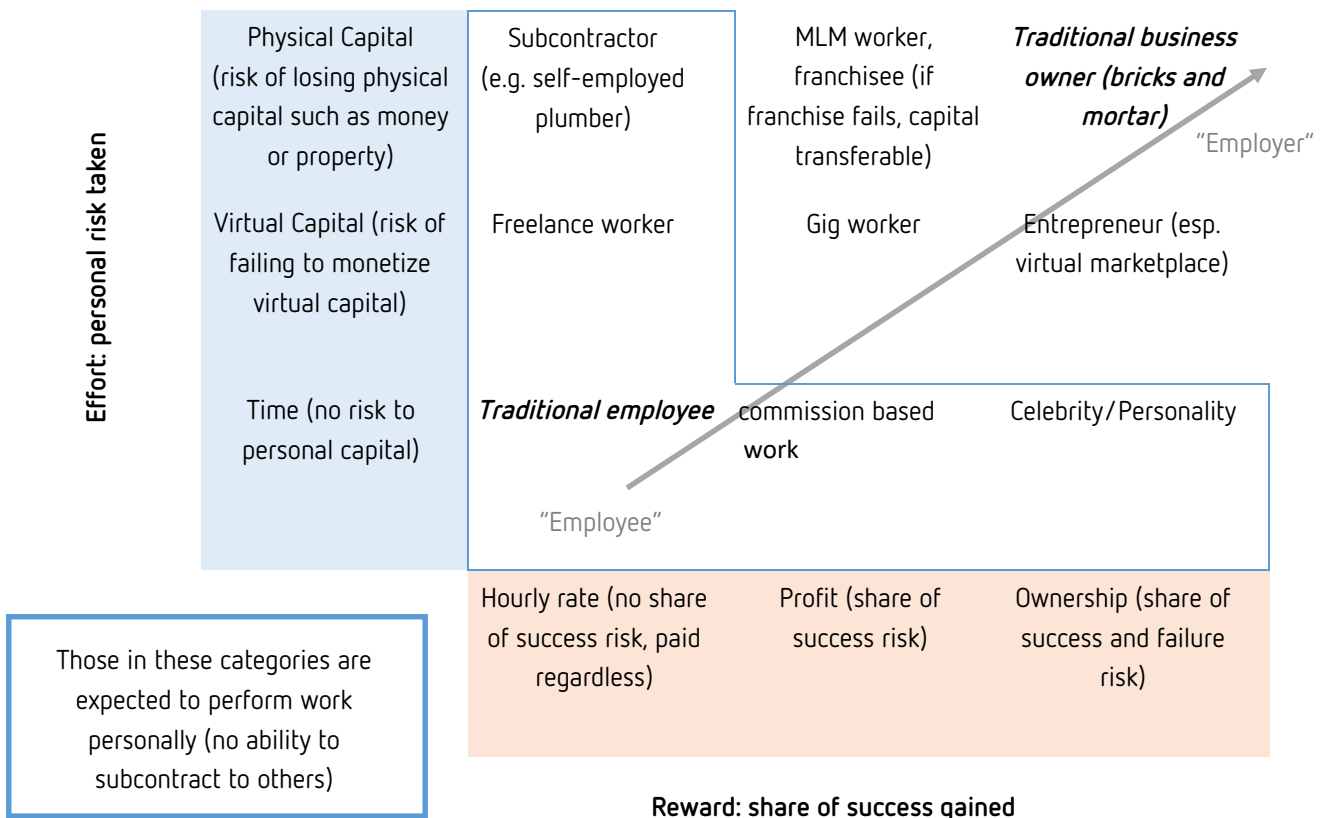 Effort: personal risk taken
Physical Capital
(risk of losing physical
capital such as money
or property)
Subcontractor
(e.g. self-employed
plumber)
MLM worker,
franchisee (if
franchise fails, capital
transferable)
Traditional business
owner (bricks and
mortar)
"Employer"
Virtual Capital (risk of
failing to monetize
virtual capital)
Freelance worker
Gig worker
Entrepreneur (esp.
virtual marketplace)
Time (no risk to
personal capital)
Traditional employee
commission based
work
Celebrity/Personality
"Employee"
Hourly rate (no share
of success risk, paid
regardless)
Profit (share of
success risk)
Ownership (share of
success and failure
risk)
Those in these categories are
expected to perform work
personally (no ability to
subcontract to others)
Reward: share of success gained